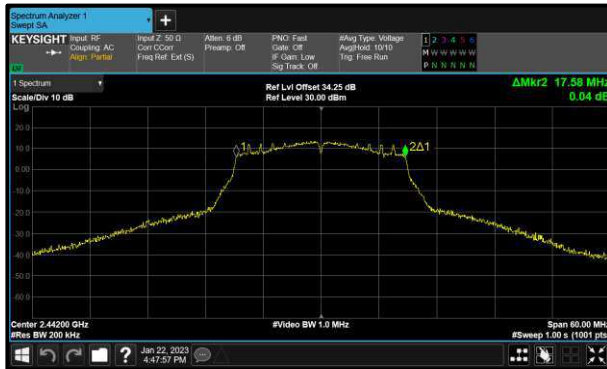 Spectrum Analyzer 1
Swept SA
+
KEYSIGHT Input: RF Input Z: 50 Ω Atten: 6 dB PNO: Fast #Avg Type: Voltage 1 2 3 4 5 6
Coupling: AC Corr CCorr Preamp: Off Gate: Off Avg|Hold: 10/10 M W W W W W
Align: Partial Freq Ref: Ext (S) IF Gain: Low Trig: Free Run
Sig Track: Off P N N N N N
1 Spectrum Ref Lvl Offset 34.25 dB ΔMkr2 17.58 MHz
Scale/Div 10 dB Ref Level 30.00 dBm 0.04 dB
Log
20.0
10.0
0.00
-10.0
-20.0
-30.0
-40.0
-50.0
-60.0
1
2Δ1
Center 2.44200 GHz #Video BW 1.0 MHz Span 60.00 MHz
#Res BW 200 kHz #Sweep 1.00 s (1001 pts)
? Jan 22, 2023
4:47:57 PM